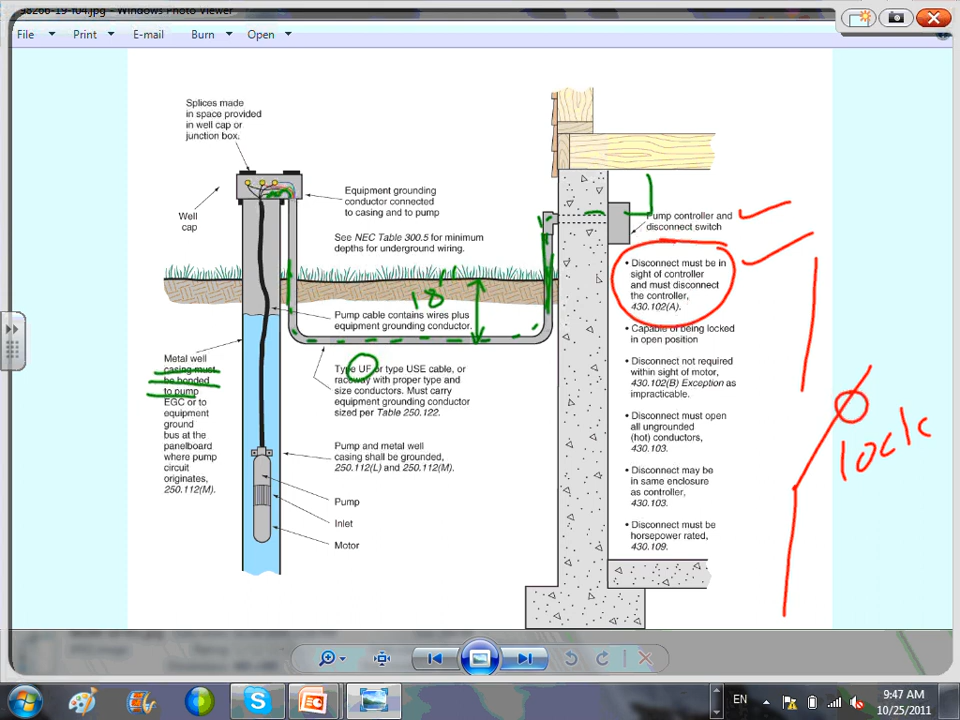 98266-19-f04.jpg - Windows Photo Viewer
File Print E-mail Burn Open
Splices made
in space provided
in well cap or
junction box.
Well
cap
Equipment grounding
conductor connected
to casing and to pump
See NEC Table 300.5 for minimum
depths for underground wiring.
18"
Pump cable contains wires plus
equipment grounding conductor.
Metal well
casing must
be bonded
to pump
EGC or to
equipment
ground
bus at the
panelboard
where pump
circuit
originates,
250.112(M).
Type UF or type USE cable, or
raceway with proper type and
size conductors. Must carry
equipment grounding conductor
sized per Table 250.122.
Pump and metal well
casing shall be grounded,
250.112(L) and 250.112(M).
Pump
Inlet
Motor
Pump controller and
disconnect switch
• Disconnect must be in
sight of controller
and must disconnect
the controller,
430.102(A).
• Capable of being locked
in open position
• Disconnect not required
within sight of motor,
430.102(B) Exception as
impracticable.
• Disconnect must open
all ungrounded
(hot) conductors,
430.103.
• Disconnect may be
in same enclosure
as controller,
430.103.
• Disconnect must be
horsepower rated,
430.109.
lock
EN
9:47 AM
10/25/2011